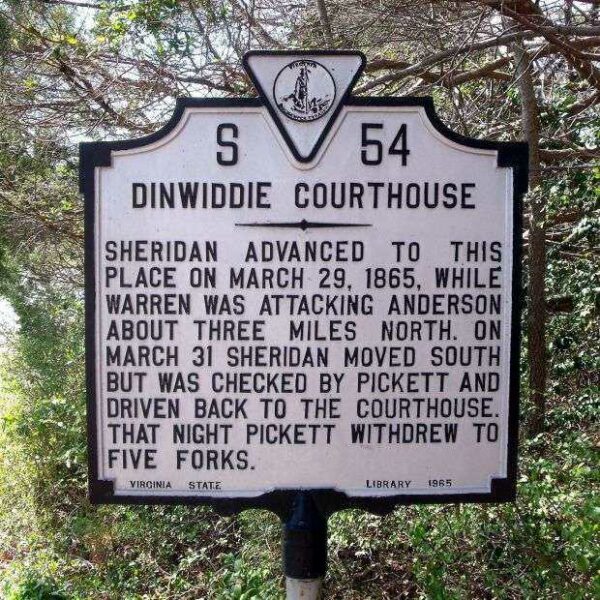 S 54
DINWIDDIE COURTHOUSE
SHERIDAN ADVANCED TO THIS
PLACE ON MARCH 29, 1865, WHILE
WARREN WAS ATTACKING ANDERSON
ABOUT THREE MILES NORTH. ON
MARCH 31 SHERIDAN MOVED SOUTH
BUT WAS CHECKED BY PICKETT AND
DRIVEN BACK TO THE COURTHOUSE.
THAT NIGHT PICKETT WITHDREW TO
FIVE FORKS.
VIRGINIA STATE LIBRARY 1965